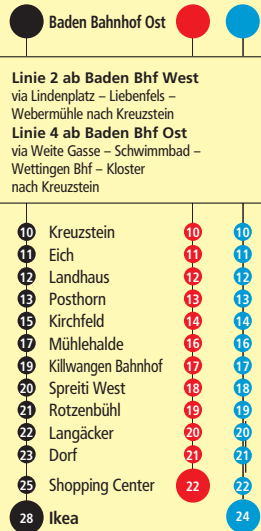 Baden Bahnhof Ost
Linie 2 ab Baden Bhf West
via Lindenplatz – Liebenfels –
Webermühle nach Kreuzstein
Linie 4 ab Baden Bhf Ost
via Weite Gasse – Schwimmbad –
Wettingen Bhf – Kloster
nach Kreuzstein
10 Kreuzstein 10 10
11 Eich 11 11
12 Landhaus 12 12
13 Posthorn 13 13
15 Kirchfeld 14 14
17 Mühlehalde 16 16
19 Killwangen Bahnhof 17 17
20 Spreiti West 18 18
21 Rotzenbühl 19 19
22 Langäcker 20 20
23 Dorf 21 21
25 Shopping Center 22 22
28 Ikea 24